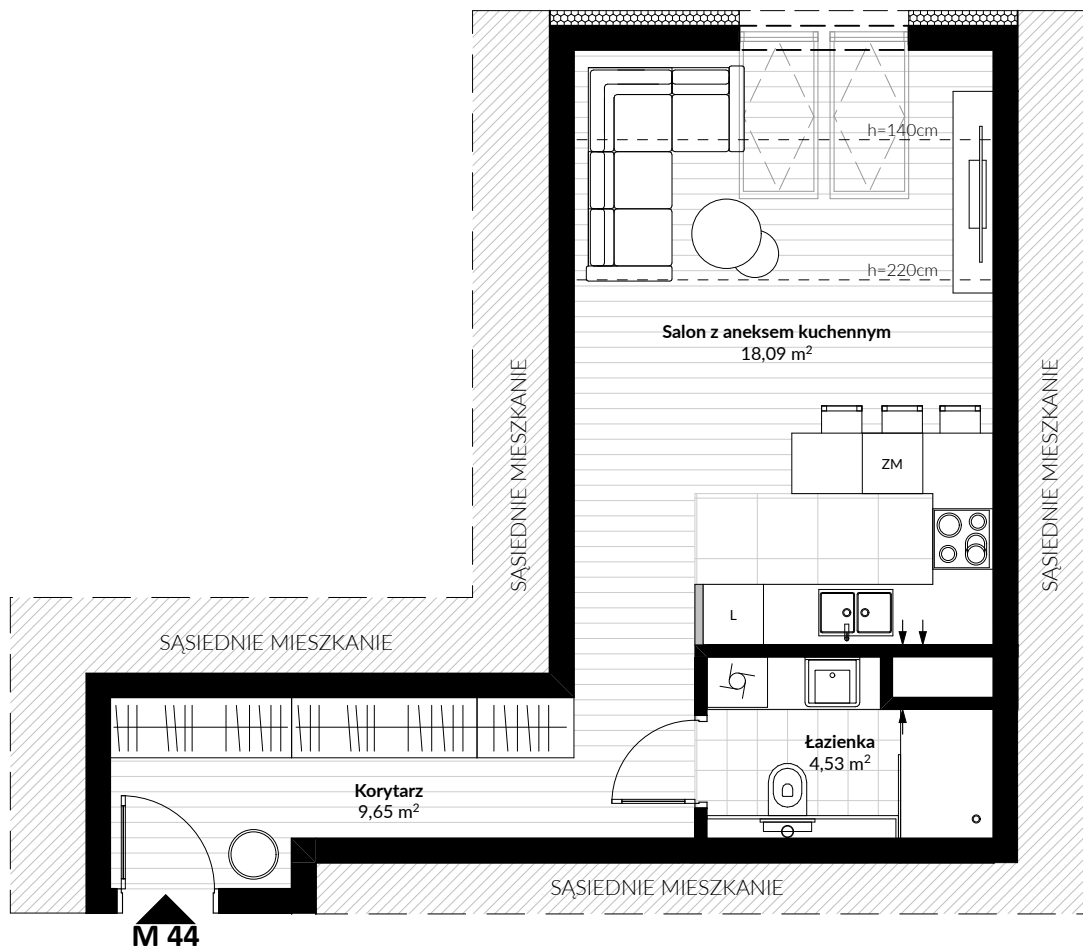 h=140cm
h=220cm
Salon z aneksem kuchennym
18,09 m²
SĄSIEDNIE MIESZKANIE
SĄSIEDNIE MIESZKANIE
ZM
L
SĄSIEDNIE MIESZKANIE
Łazienka
4,53 m²
Korytarz
9,65 m²
SĄSIEDNIE MIESZKANIE
M 44